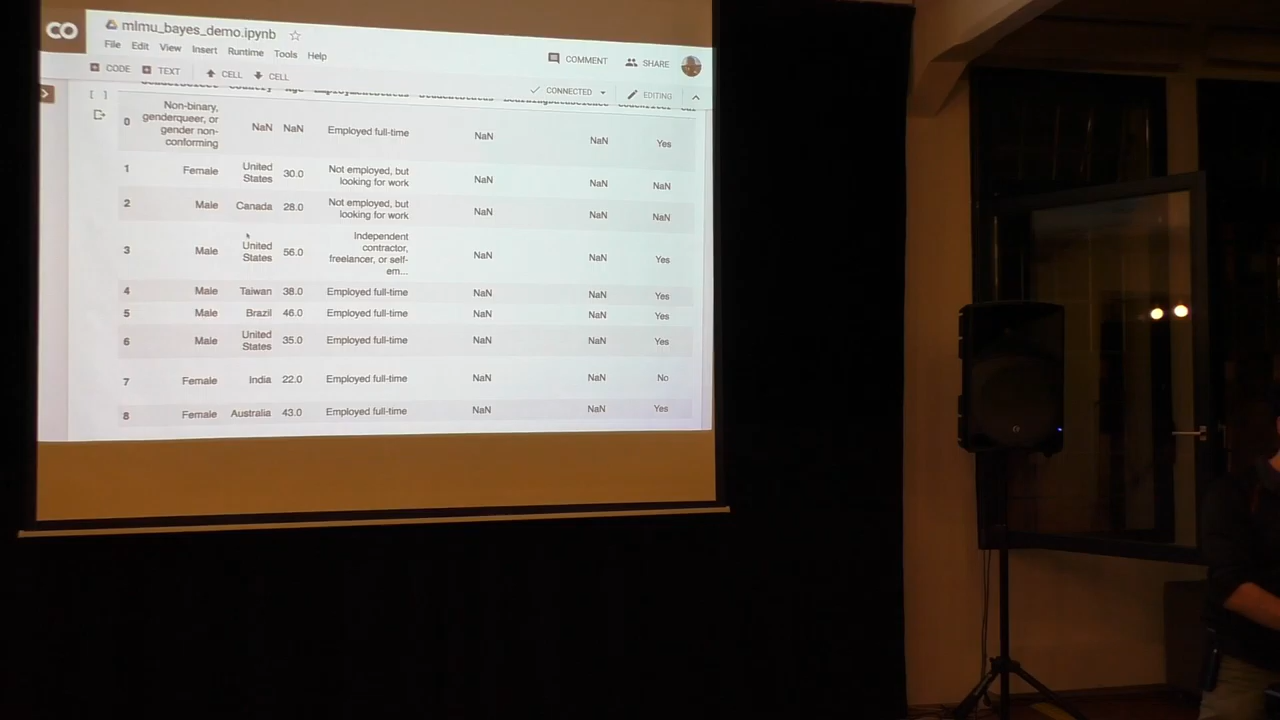 CO
mlmu_bayes_demo.ipynb
File Edit View Insert Runtime Tools Help
COMMENT SHARE
CODE TEXT CELL CELL
CONNECTED EDITING
[ ]
0 Non-binary, genderqueer, or gender non-conforming NaN NaN Employed full-time NaN NaN Yes
1 Female United States 30.0 Not employed, but looking for work NaN NaN NaN
2 Male Canada 28.0 Not employed, but looking for work NaN NaN NaN
3 Male United States 56.0 Independent contractor, freelancer, or self-em... NaN NaN Yes
4 Male Taiwan 38.0 Employed full-time NaN NaN Yes
5 Male Brazil 46.0 Employed full-time NaN NaN Yes
6 Male United States 35.0 Employed full-time NaN NaN Yes
7 Female India 22.0 Employed full-time NaN NaN No
8 Female Australia 43.0 Employed full-time NaN NaN Yes